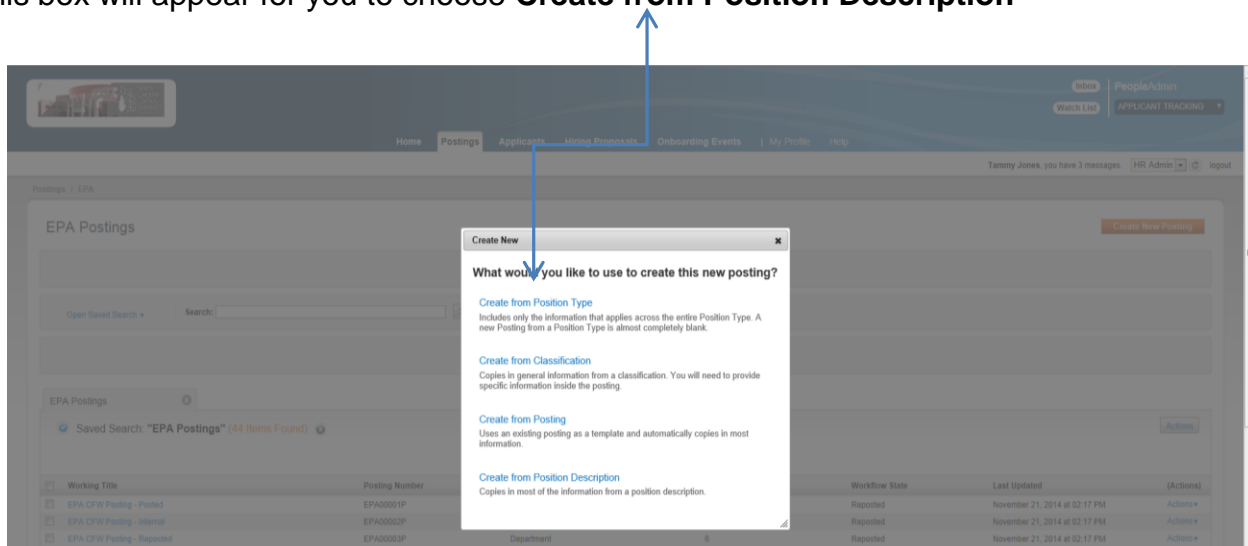 his box will appear for you to choose Create from Position Description
Inbox PeopleAdmin
Watch List APPLICANT TRACKING
Home Postings Applicants Hiring Proposals Onboarding Events | My Profile Help
Tammy Jones, you have 3 messages. HR Admin logout
Postings / EPA
EPA Postings
Create New Posting
Create New
What would you like to use to create this new posting?
Open Saved Search Search:
Create from Position Type
Includes only the information that applies across the entire Position Type. A
new Posting from a Position Type is almost completely blank.
Create from Classification
Copies in general information from a classification. You will need to provide
specific information inside the posting.
EPA Postings
Create from Posting
Uses an existing posting as a template and automatically copies in most
information.
Saved Search: "EPA Postings" (44 Items Found)
Actions
Create from Position Description
Copies in most of the information from a position description.
Working Title Posting Number Workflow State Last Updated (Actions)
EPA CFW Posting - Posted EPA00001P Reposted November 21, 2014 at 02:17 PM Actions
EPA CFW Posting - Internal EPA00002P Reposted November 21, 2014 at 02:17 PM Actions
EPA CFW Posting - Reposted EPA00003P Department 6 Reposted November 21, 2014 at 02:17 PM Actions